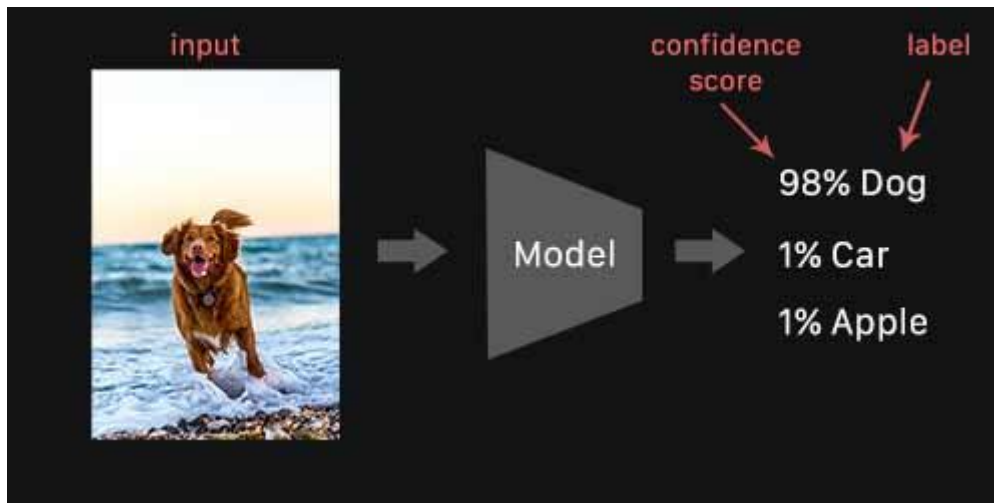 input
confidence
score
label
98% Dog
Model
1% Car
1% Apple